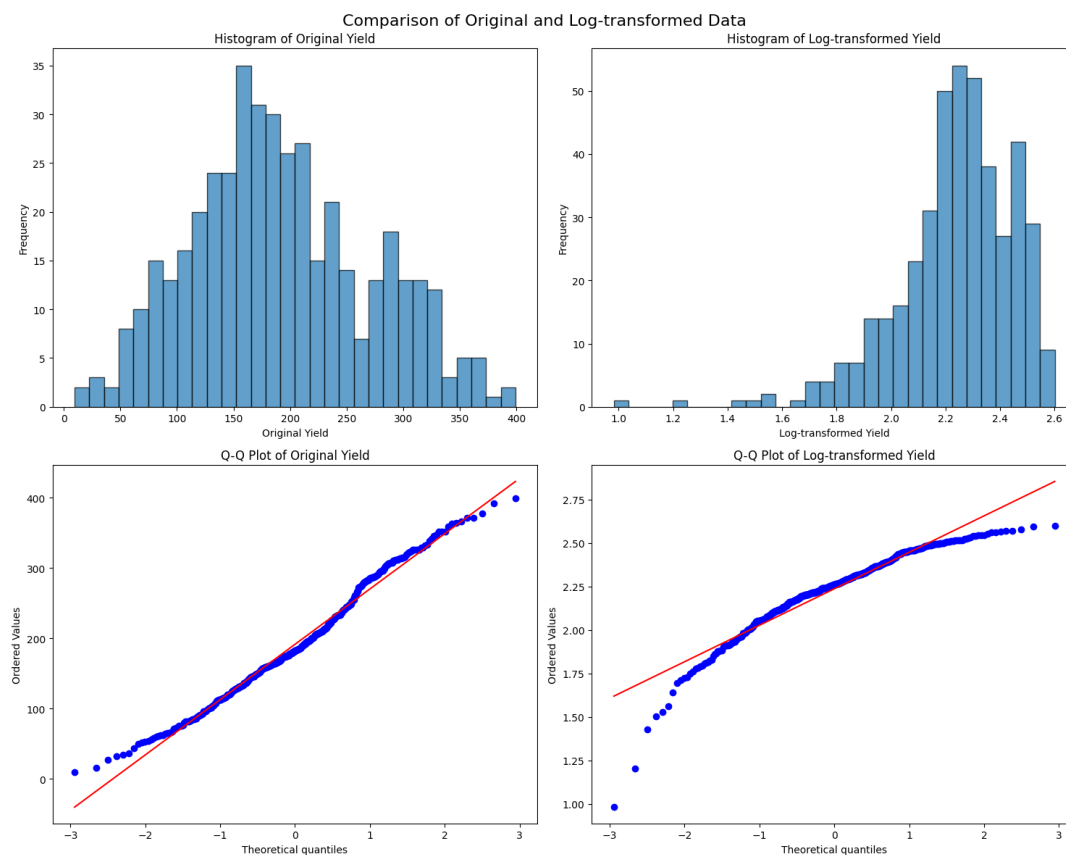 Comparison of Original and Log-transformed Data
Histogram of Original Yield
35
30
25
20
15
10
5
0
Frequency
0 50 100 150 200 250 300 350 400
Original Yield
Histogram of Log-transformed Yield
50
40
30
20
10
0
Frequency
1.0 1.2 1.4 1.6 1.8 2.0 2.2 2.4 2.6
Log-transformed Yield
Q-Q Plot of Original Yield
400
300
200
100
0
Ordered Values
−3 −2 −1 0 1 2 3
Theoretical quantiles
Q-Q Plot of Log-transformed Yield
2.75
2.50
2.25
2.00
1.75
1.50
1.25
1.00
Ordered Values
−3 −2 −1 0 1 2 3
Theoretical quantiles